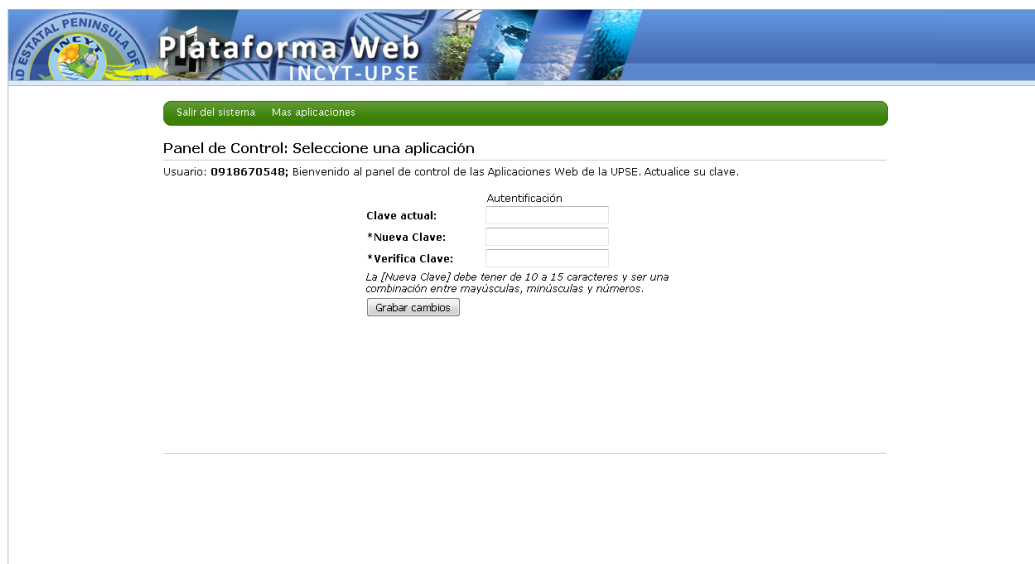 ESTATAL PENINSULA DE
INCYT
Plataforma Web
INCYT-UPSE
Salir del sistema Mas aplicaciones
Panel de Control: Seleccione una aplicación
Usuario: 0918670548; Bienvenido al panel de control de las Aplicaciones Web de la UPSE. Actualice su clave.
Autentificación
Clave actual:
*Nueva Clave:
*Verifica Clave:
La [Nueva Clave] debe tener de 10 a 15 caracteres y ser una
combinación entre mayúsculas, minúsculas y números.
Grabar cambios